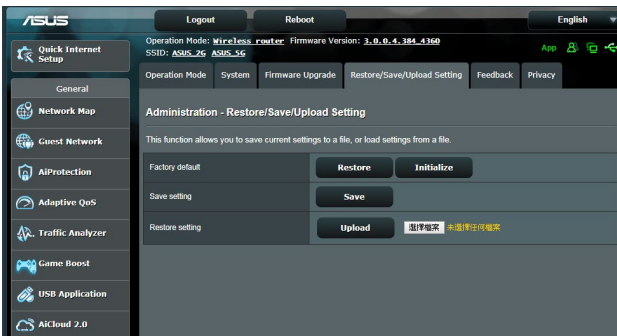 ASUS
Logout
Reboot
English
Operation Mode: Wireless router Firmware Version: 3.0.0.4.384_4360
SSID: ASUS_2G ASUS_5G
App
Quick Internet
Setup
General
Network Map
Guest Network
AiProtection
Adaptive QoS
Traffic Analyzer
Game Boost
USB Application
AiCloud 2.0
Operation Mode
System
Firmware Upgrade
Restore/Save/Upload Setting
Feedback
Privacy
Administration - Restore/Save/Upload Setting
This function allows you to save current settings to a file, or load settings from a file.
Factory default
Restore
Initialize
Save setting
Save
Restore setting
Upload
選擇檔案 未選擇任何檔案